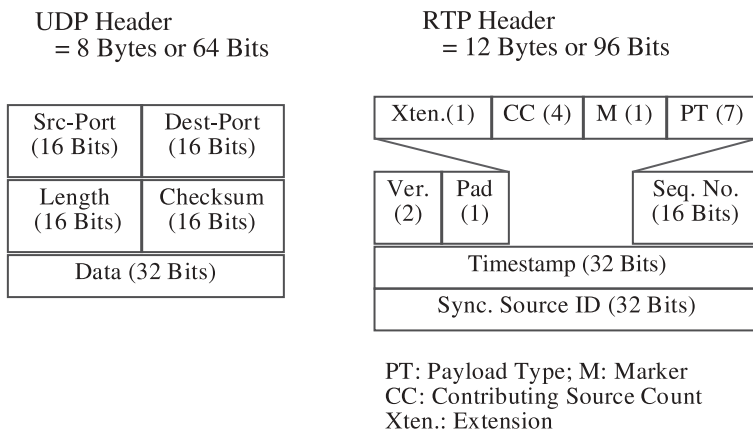 UDP Header
= 8 Bytes or 64 Bits
Src-Port
(16 Bits)
Dest-Port
(16 Bits)
Length
(16 Bits)
Checksum
(16 Bits)
Data (32 Bits)
RTP Header
= 12 Bytes or 96 Bits
Xten.(1)
CC (4)
M (1)
PT (7)
Ver.
(2)
Pad
(1)
Seq. No.
(16 Bits)
Timestamp (32 Bits)
Sync. Source ID (32 Bits)
PT: Payload Type; M: Marker
CC: Contributing Source Count
Xten.: Extension